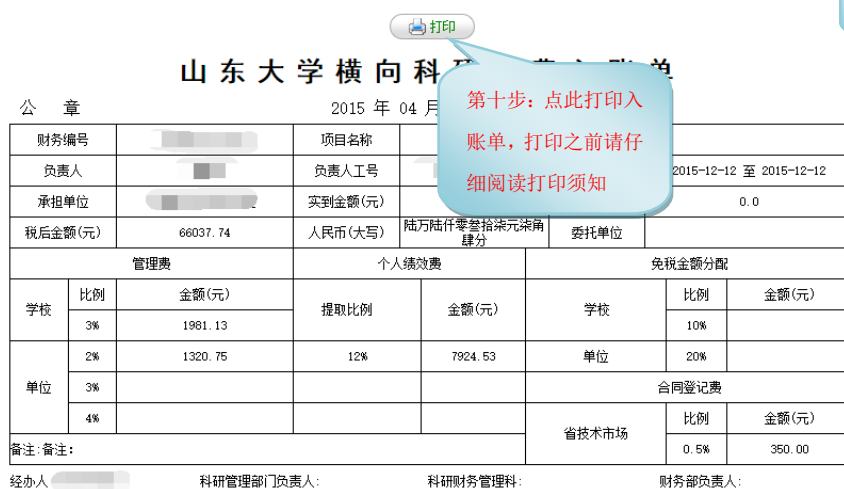 打印
山东大学横向科研
公 章 2015 年 04 月
第十步：点此打印入
账单，打印之前请仔
细阅读打印须知
财务编号 项目名称
负责人 负责人工号 2015-12-12 至 2015-12-12
承担单位 实到金额(元) 0.0
税后金额(元) 66037.74 人民币(大写) 陆万陆仟零叁拾柒元柒角肆分 委托单位
管理费 个人绩效费 免税金额分配
学校 比例 金额(元) 提取比例 金额(元) 学校 比例 金额(元)
3% 1981.13 10%
单位 2% 1320.75 12% 7924.53 单位 20%
3% 合同登记费
4% 省技术市场 比例 金额(元)
备注:备注: 0.5% 350.00
经办人 科研管理部门负责人: 科研财务管理科: 财务部负责人: